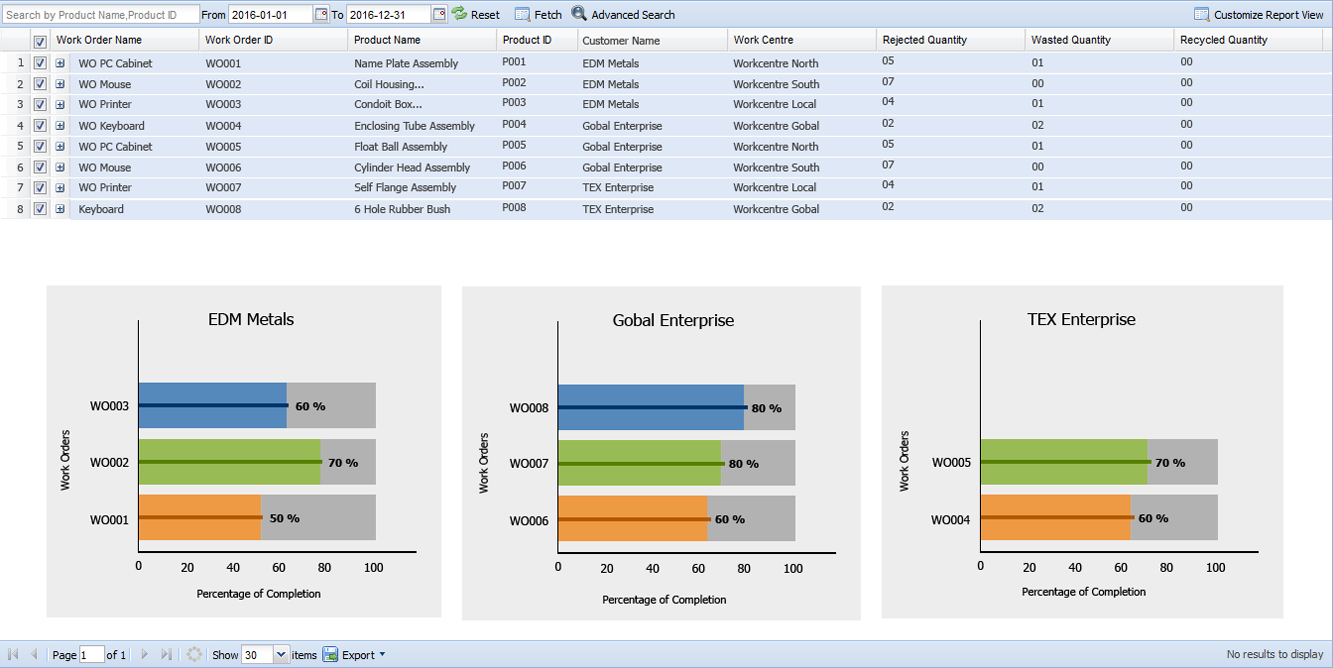 Search by Product Name,Product ID From 2016-01-01 To 2016-12-31 Reset Fetch Advanced Search Customize Report View
Work Order Name Work Order ID Product Name Product ID Customer Name Work Centre Rejected Quantity Wasted Quantity Recycled Quantity
1 WO PC Cabinet WO001 Name Plate Assembly P001 EDM Metals Workcentre North 05 01 00
2 WO Mouse WO002 Coil Housing... P002 EDM Metals Workcentre South 07 00 00
3 WO Printer WO003 Condoit Box... P003 EDM Metals Workcentre Local 04 01 00
4 WO Keyboard WO004 Enclosing Tube Assembly P004 Gobal Enterprise Workcentre Gobal 02 02 00
5 WO PC Cabinet WO005 Float Ball Assembly P005 Gobal Enterprise Workcentre North 05 01 00
6 WO Mouse WO006 Cylinder Head Assembly P006 Gobal Enterprise Workcentre South 07 00 00
7 WO Printer WO007 Self Flange Assembly P007 TEX Enterprise Workcentre Local 04 01 00
8 Keyboard WO008 6 Hole Rubber Bush P008 TEX Enterprise Workcentre Gobal 02 02 00
EDM Metals
WO003 60 %
WO002 70 %
WO001 50 %
Work Orders
0 20 40 60 80 100
Percentage of Completion
Gobal Enterprise
WO008 80 %
WO007 80 %
WO006 60 %
Work Orders
0 20 40 60 80 100
Percentage of Completion
TEX Enterprise
WO005 70 %
WO004 60 %
Work Orders
0 20 40 60 80 100
Percentage of Completion
Page 1 of 1 Show 30 items Export No results to display